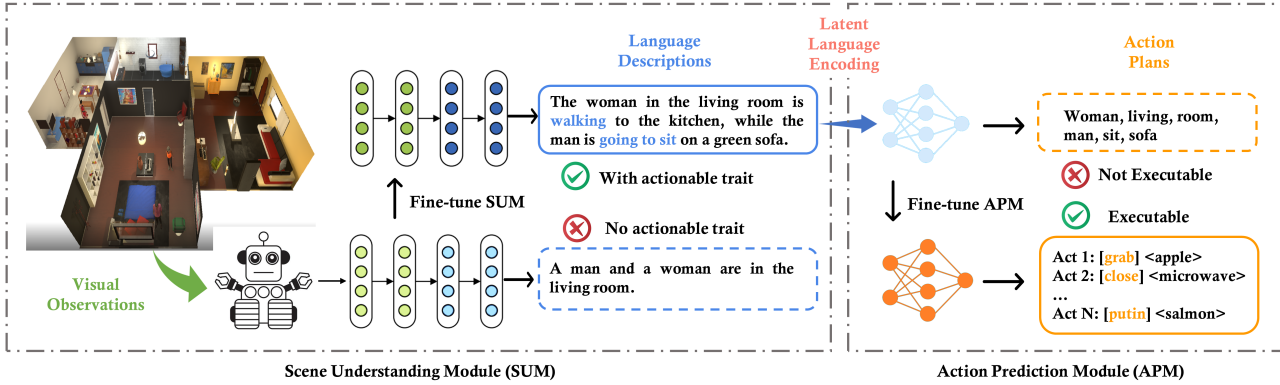 Language
Descriptions
Latent
Language
Encoding
Action
Plans
The woman in the living room is
walking to the kitchen, while the
man is going to sit on a green sofa.
Woman, living, room,
man, sit, sofa
With actionable trait
Not Executable
Fine-tune SUM
Fine-tune APM
No actionable trait
Executable
Visual
Observations
A man and a woman are in the
living room.
Act 1: [grab] <apple>
Act 2: [close] <microwave>
...
Act N: [putin] <salmon>
Scene Understanding Module (SUM)
Action Prediction Module (APM)